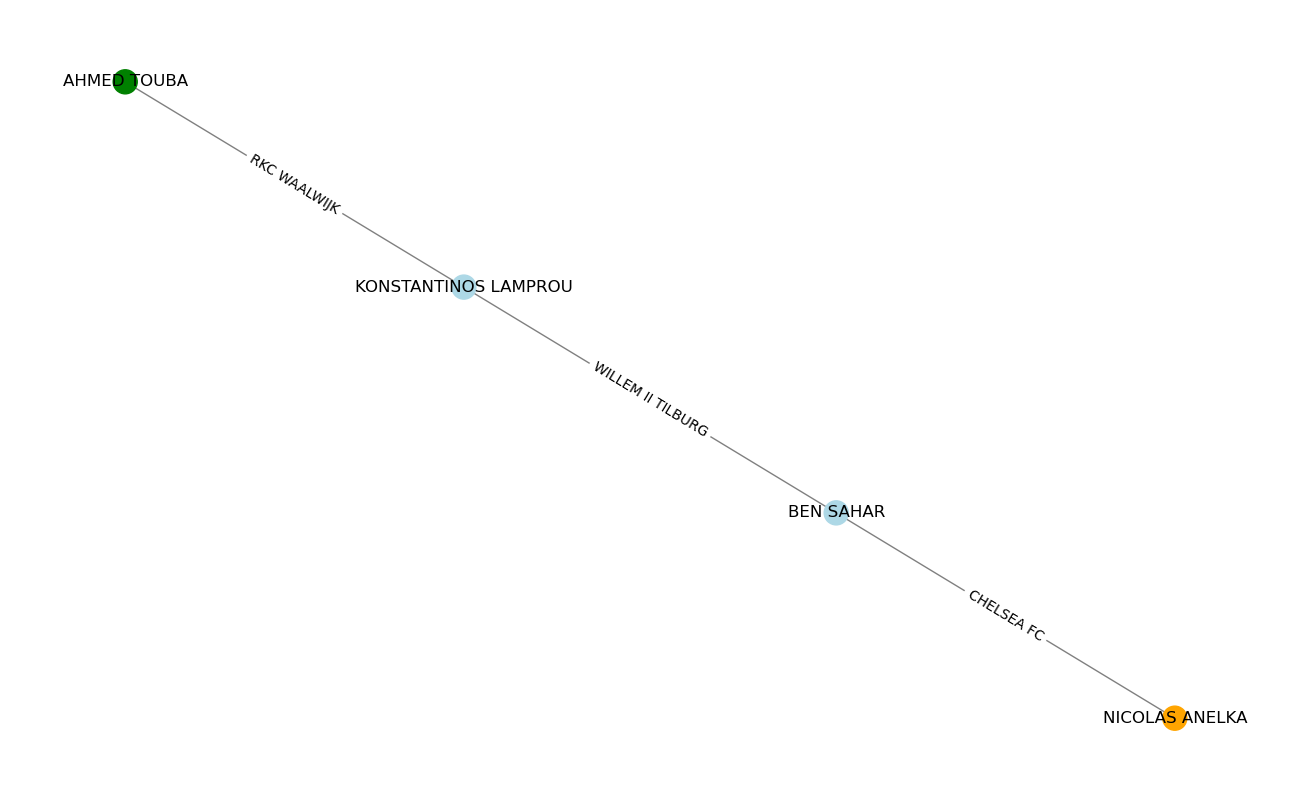 AHMED TOUBA
RKC WAALWIJK
KONSTANTINOS LAMPROU
WILLEM II TILBURG
BEN SAHAR
CHELSEA FC
NICOLAS ANELKA